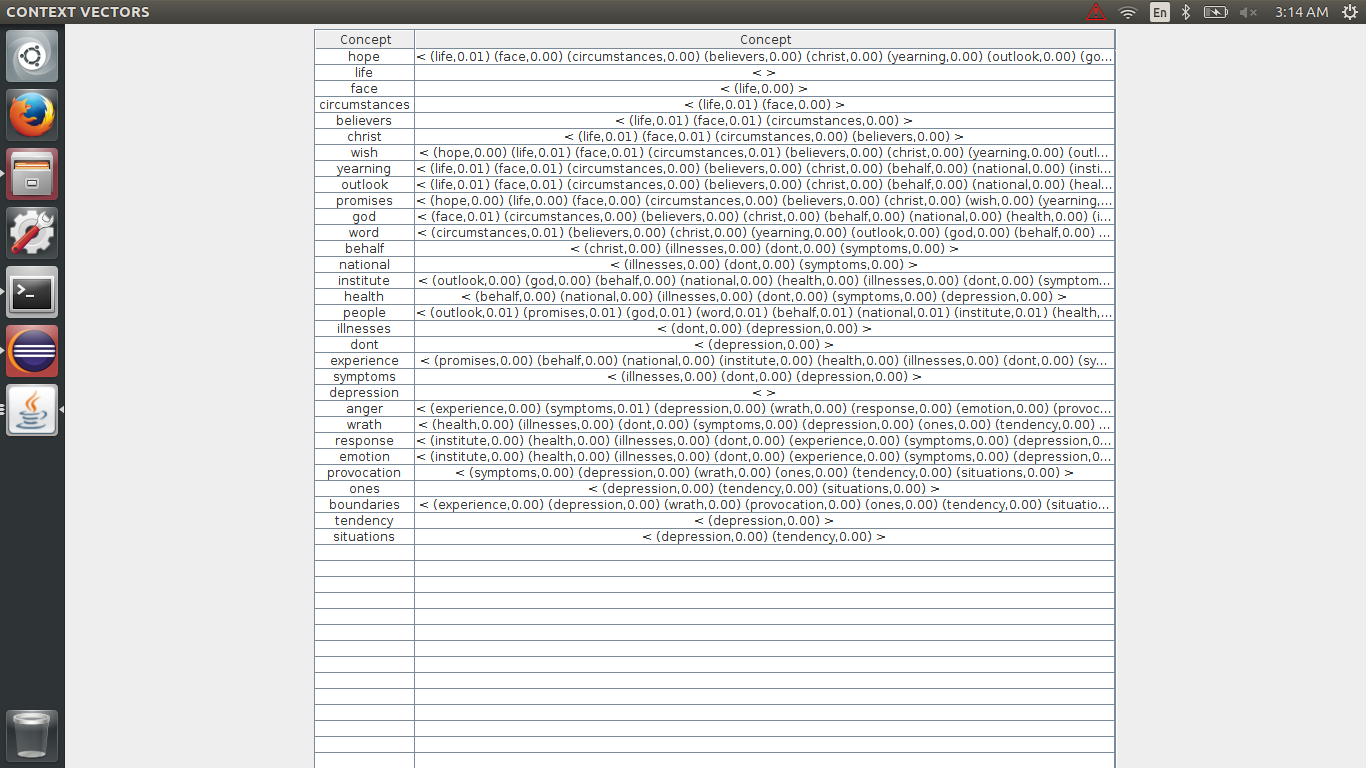 CONTEXT VECTORS En 3:14 AM
Concept Concept
hope < (life,0.01) (face,0.00) (circumstances,0.00) (believers,0.00) (christ,0.00) (yearning,0.00) (outlook,0.00) (go...
life < >
face < (life,0.00) >
circumstances < (life,0.01) (face,0.00) >
believers < (life,0.01) (face,0.01) (circumstances,0.00) >
christ < (life,0.01) (face,0.01) (circumstances,0.00) (believers,0.00) >
wish < (hope,0.00) (life,0.01) (face,0.01) (circumstances,0.01) (believers,0.00) (christ,0.00) (yearning,0.00) (outl...
yearning < (life,0.01) (face,0.01) (circumstances,0.00) (believers,0.00) (christ,0.00) (behalf,0.00) (national,0.00) (insti...
outlook < (life,0.01) (face,0.01) (circumstances,0.00) (believers,0.00) (christ,0.00) (behalf,0.00) (national,0.00) (heal...
promises < (hope,0.00) (life,0.00) (face,0.00) (circumstances,0.00) (believers,0.00) (christ,0.00) (wish,0.00) (yearning,...
god < (face,0.01) (circumstances,0.00) (believers,0.00) (christ,0.00) (behalf,0.00) (national,0.00) (health,0.00) (i...
word < (circumstances,0.01) (believers,0.00) (christ,0.00) (yearning,0.00) (outlook,0.00) (god,0.00) (behalf,0.00) ...
behalf < (christ,0.00) (illnesses,0.00) (dont,0.00) (symptoms,0.00) >
national < (illnesses,0.00) (dont,0.00) (symptoms,0.00) >
institute < (outlook,0.00) (god,0.00) (behalf,0.00) (national,0.00) (health,0.00) (illnesses,0.00) (dont,0.00) (symptom...
health < (behalf,0.00) (national,0.00) (illnesses,0.00) (dont,0.00) (symptoms,0.00) (depression,0.00) >
people < (outlook,0.01) (promises,0.01) (god,0.01) (word,0.01) (behalf,0.01) (national,0.01) (institute,0.01) (health,...
illnesses < (dont,0.00) (depression,0.00) >
dont < (depression,0.00) >
experience < (promises,0.00) (behalf,0.00) (national,0.00) (institute,0.00) (health,0.00) (illnesses,0.00) (dont,0.00) (sy...
symptoms < (illnesses,0.00) (dont,0.00) (depression,0.00) >
depression < >
anger < (experience,0.00) (symptoms,0.01) (depression,0.00) (wrath,0.00) (response,0.00) (emotion,0.00) (provoc...
wrath < (health,0.00) (illnesses,0.00) (dont,0.00) (symptoms,0.00) (depression,0.00) (ones,0.00) (tendency,0.00) ...
response < (institute,0.00) (health,0.00) (illnesses,0.00) (dont,0.00) (experience,0.00) (symptoms,0.00) (depression,0...
emotion < (institute,0.00) (health,0.00) (illnesses,0.00) (dont,0.00) (experience,0.00) (symptoms,0.00) (depression,0...
provocation < (symptoms,0.00) (depression,0.00) (wrath,0.00) (ones,0.00) (tendency,0.00) (situations,0.00) >
ones < (depression,0.00) (tendency,0.00) (situations,0.00) >
boundaries < (experience,0.00) (depression,0.00) (wrath,0.00) (provocation,0.00) (ones,0.00) (tendency,0.00) (situatio...
tendency < (depression,0.00) >
situations < (depression,0.00) (tendency,0.00) >